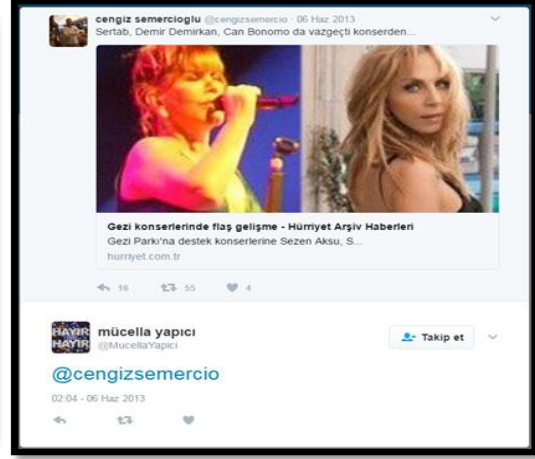 cengiz semercioglu @cengizsemercio · 06 Haz 2013
Sertab, Demir Demirkan, Can Bonomo da vazgeçti konserden...
Gezi konserlerinde flaş gelişme - Hürriyet Arşiv Haberleri
Gezi Parkı'na destek konserlerine Sezen Aksu, S...
hurriyet.com.tr
16 55 4
HAYIR
HAYIR
mücella yapıcı
@MucellaYapici
Takip et
@cengizsemercio
02:04 - 06 Haz 2013